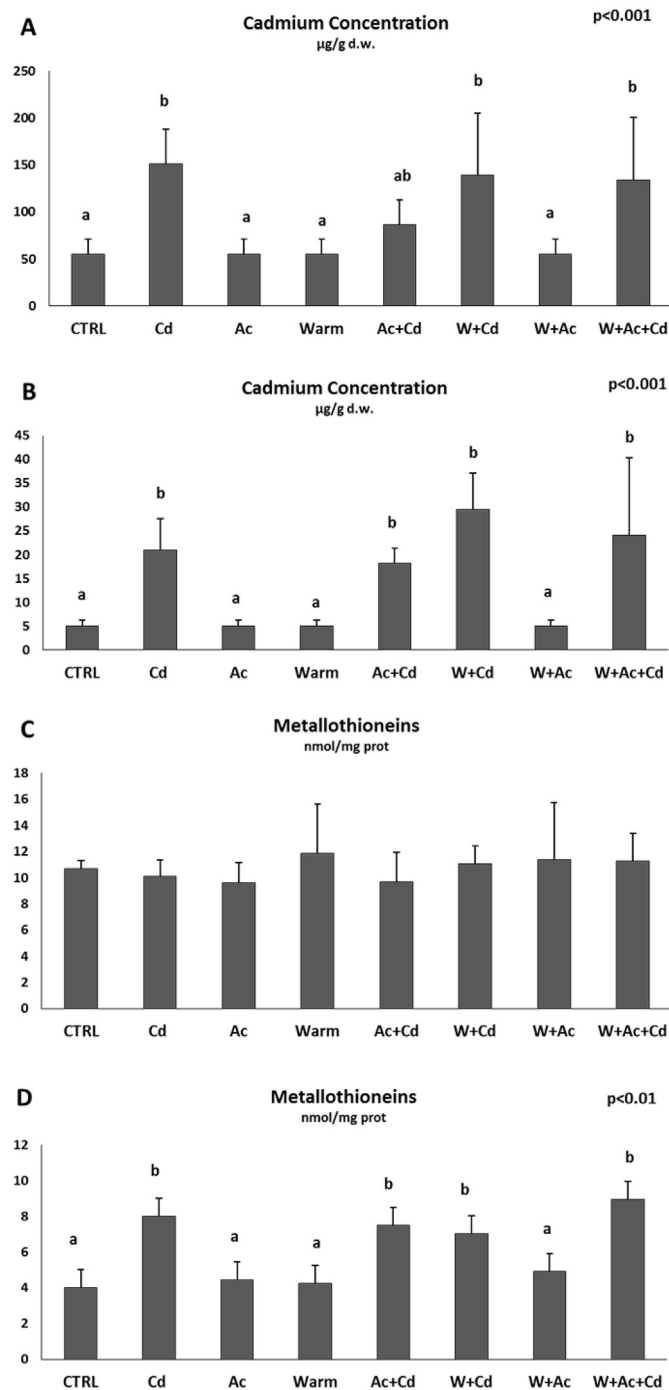 A
Cadmium Concentration
p<0.001
µg/g d.w.
250
200
150
100
50
0
a
b
a
a
ab
b
a
b
CTRL Cd Ac Warm Ac+Cd W+Cd W+Ac W+Ac+Cd
B
Cadmium Concentration
p<0.001
µg/g d.w.
45
40
35
30
25
20
15
10
5
0
a
b
a
a
b
b
a
b
CTRL Cd Ac Warm Ac+Cd W+Cd W+Ac W+Ac+Cd
C
Metallothioneins
nmol/mg prot
18
16
14
12
10
8
6
4
2
0
CTRL Cd Ac Warm Ac+Cd W+Cd W+Ac W+Ac+Cd
D
Metallothioneins
p<0.01
nmol/mg prot
12
10
8
6
4
2
0
a
b
a
a
b
b
a
b
CTRL Cd Ac Warm Ac+Cd W+Cd W+Ac W+Ac+Cd